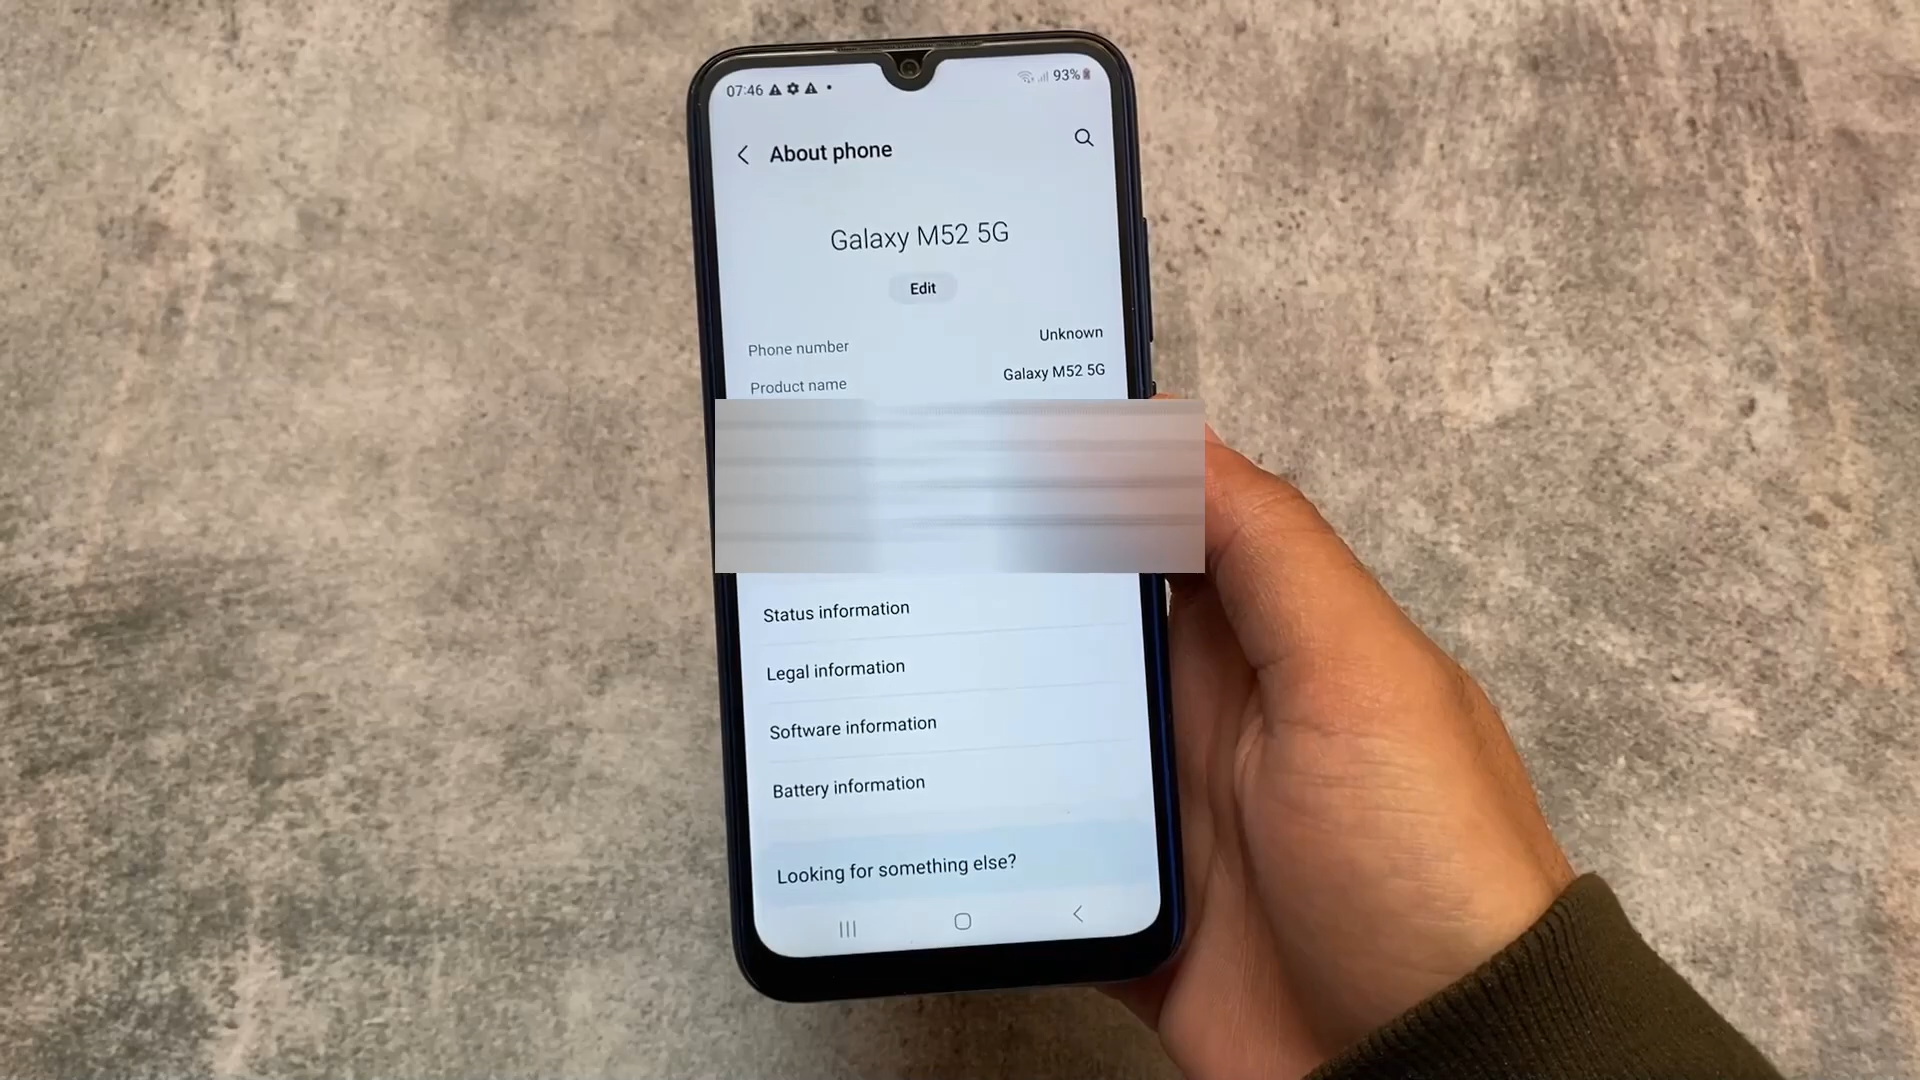 07:46 93%
About phone
Galaxy M52 5G
Edit
Phone number Unknown
Product name Galaxy M52 5G
Status information
Legal information
Software information
Battery information
Looking for something else?